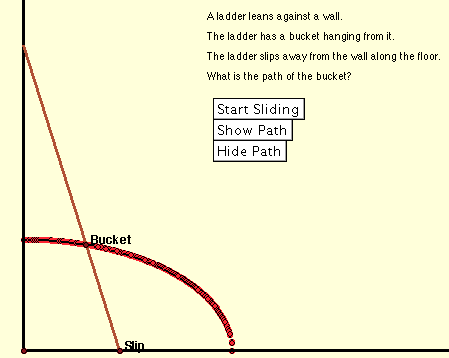 A ladder leans against a wall.
The ladder has a bucket hanging from it.
The ladder slips away from the wall along the floor.
What is the path of the bucket?
Start Sliding
Show Path
Hide Path
Bucket
Slip